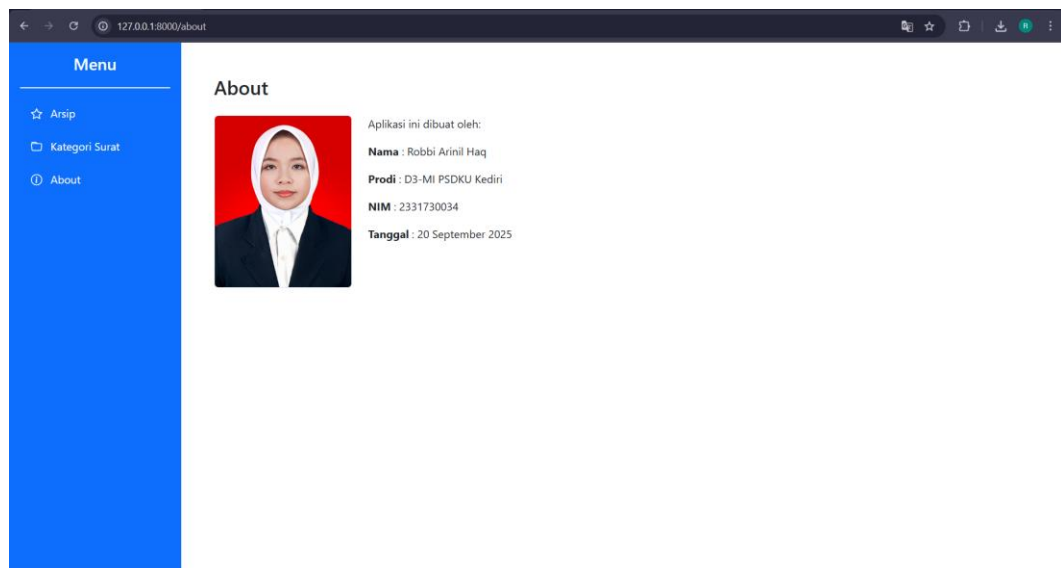 127.0.0.1:8000/about
R
Menu
Arsip
Kategori Surat
About
About
Aplikasi ini dibuat oleh:
Nama : Robbi Arinil Haq
Prodi : D3-MI PSDKU Kediri
NIM : 2331730034
Tanggal : 20 September 2025